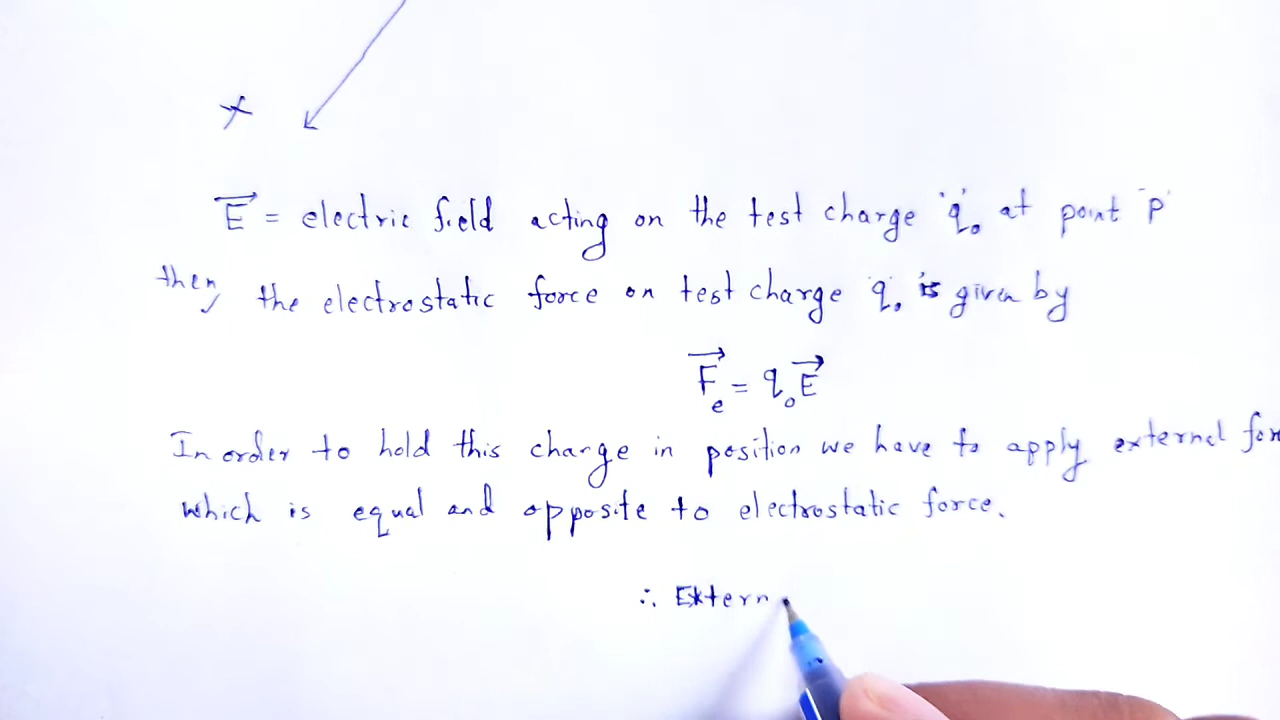 E⃗ = electric field acting on the test charge 'q₀' at point 'p'
then, the electrostatic force on test charge 'q₀' is given by
F⃗ₑ = q₀E⃗
In order to hold this charge in position we have to apply external for
which is equal and opposite to electrostatic force.
∴ Extern